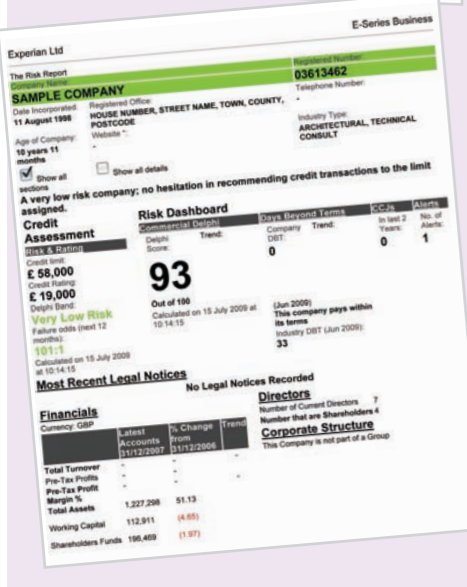 Experian Ltd
E-Series Business
The Risk Report
Company Name:
Registered Number:
SAMPLE COMPANY
03613462
Date Incorporated:
11 August 1998
Registered Office:
HOUSE NUMBER, STREET NAME, TOWN, COUNTY,
POSTCODE
Telephone Number:
-
Age of Company:
10 years 11
months
Website *:
-
Industry Type:
ARCHITECTURAL, TECHNICAL
CONSULT
Show all
sections
Show all details
A very low risk company; no hesitation in recommending credit transactions to the limit
assigned.
Credit
Assessment
Risk & Rating
Credit limit:
£ 58,000
Credit Rating:
£ 19,000
Delphi Band:
Very Low Risk
Failure odds (next 12
months):
101:1
Calculated on 15 July 2009
at 10:14:15
Risk Dashboard
Commercial Delphi
Delphi
Score:
Trend:
93
Out of 100
Calculated on 15 July 2009 at
10:14:15
Days Beyond Terms
Company
DBT:
Trend:
0
(Jun 2009)
This company pays within
its terms
Industry DBT (Jun 2009):
33
CCJs
In last 2
Years:
0
Alerts
No. of
Alerts:
1
Most Recent Legal Notices
No Legal Notices Recorded
Financials
Currency: GBP
Latest
Accounts
31/12/2007
% Change
from
31/12/2006
Trend
Total Turnover - -
Pre-Tax Profits - - -
Pre-Tax Profit
Margin % - - -
Total Assets 1,227,298 51.13
Working Capital 112,911 (4.65)
Shareholders Funds 196,469 (1.97)
Directors
Number of Current Directors 7
Number that are Shareholders 4
Corporate Structure
This Company is not part of a Group